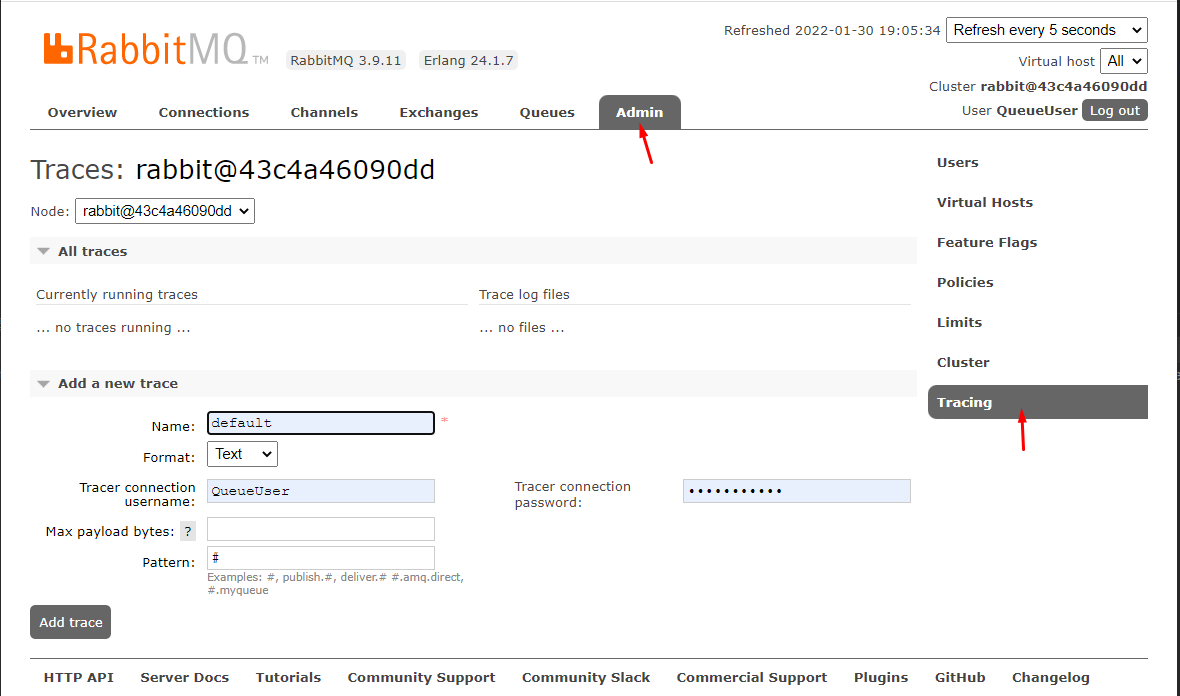 Refreshed 2022-01-30 19:05:34 Refresh every 5 seconds
RabbitMQ TM RabbitMQ 3.9.11 Erlang 24.1.7
Virtual host All
Cluster rabbit@43c4a46090dd
User QueueUser Log out
Overview Connections Channels Exchanges Queues Admin
Traces: rabbit@43c4a46090dd
Node: rabbit@43c4a46090dd
All traces
Currently running traces Trace log files
... no traces running ... ... no files ...
Add a new trace
Name: default *
Format: Text
Tracer connection
username: QueueUser
Tracer connection
password: •••••••••••
Max payload bytes: ?
Pattern: #
Examples: #, publish.#, deliver.# #.amq.direct,
#.myqueue
Add trace
Users
Virtual Hosts
Feature Flags
Policies
Limits
Cluster
Tracing
HTTP API Server Docs Tutorials Community Support Community Slack Commercial Support Plugins GitHub Changelog